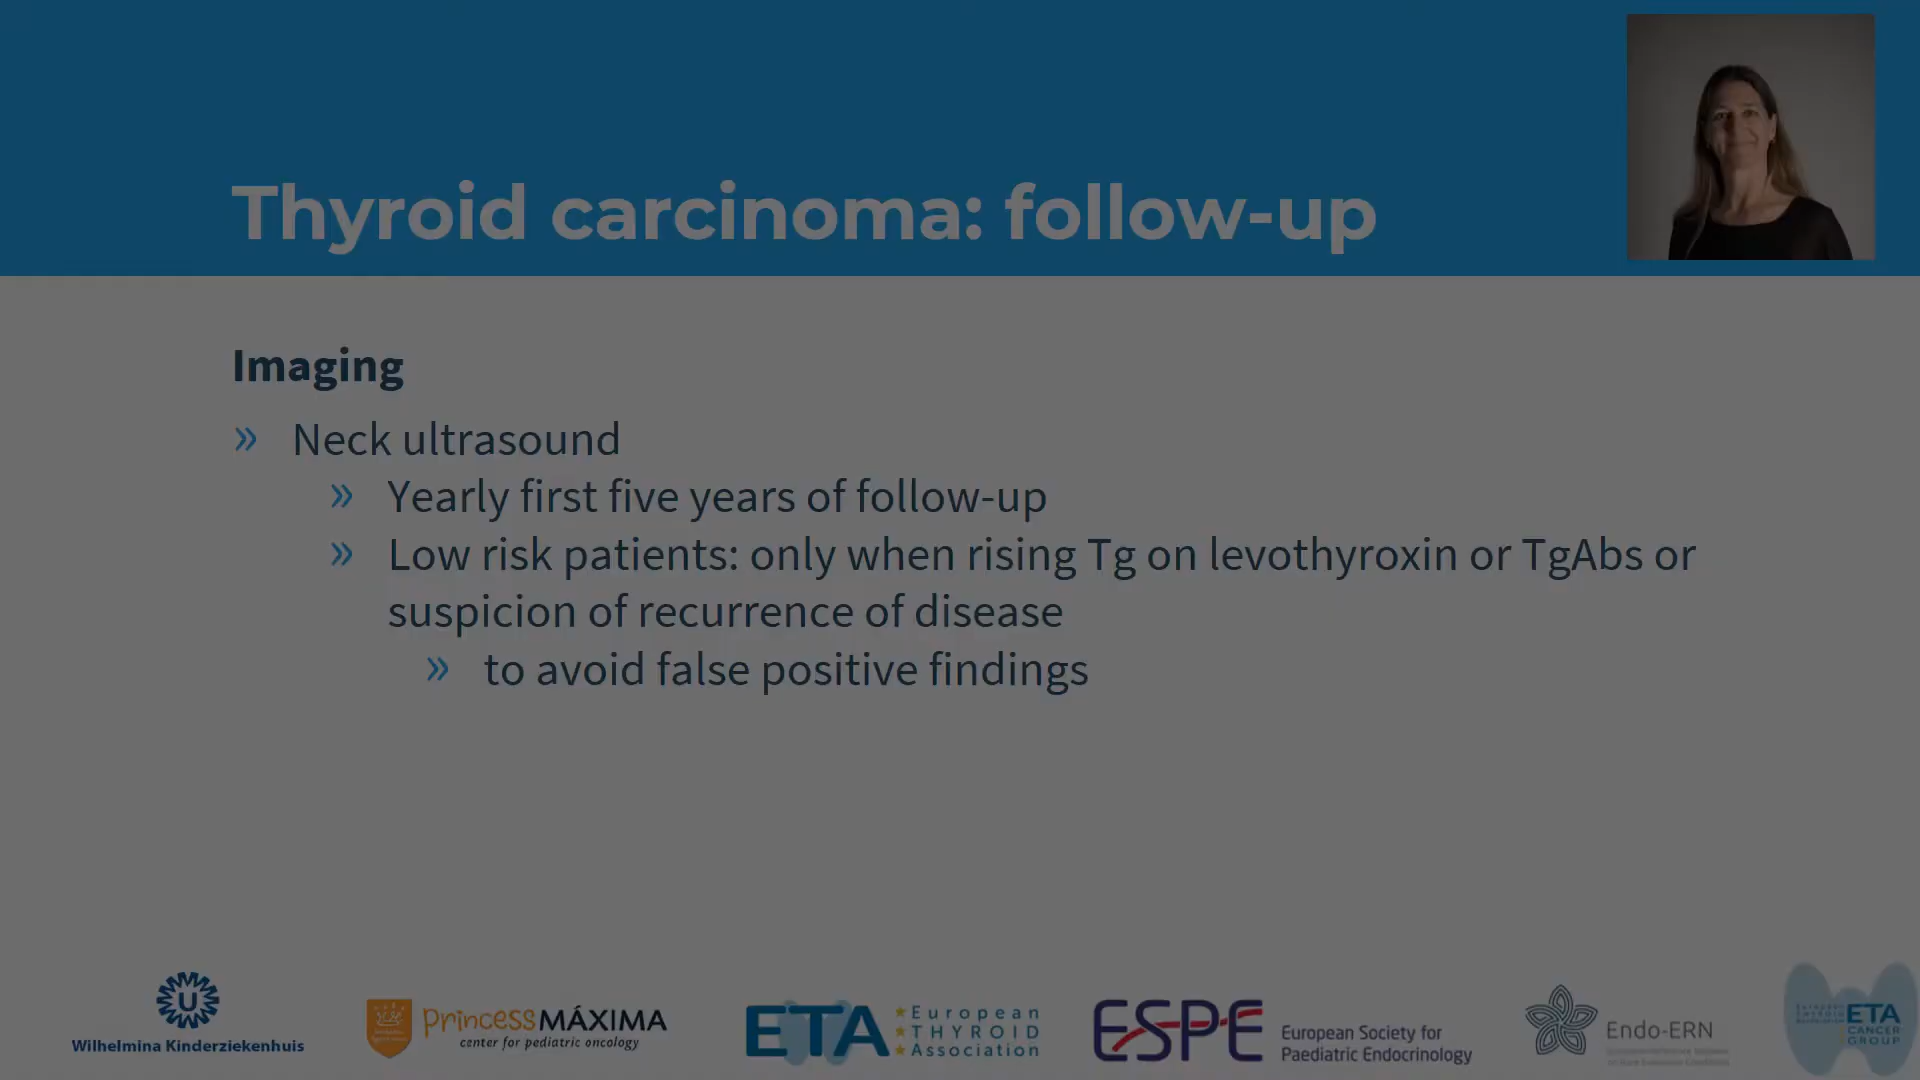 Thyroid carcinoma: follow-up
Imaging
» Neck ultrasound
» Yearly first five years of follow-up
» Low risk patients: only when rising Tg on levothyroxin or TgAbs or
suspicion of recurrence of disease
» to avoid false positive findings
U
Wilhelmina Kinderziekenhuis
PrincessMÁXIMA
center for pediatric oncology
ETA
European
THYROID
Association
ESPE
European Society for
Paediatric Endocrinology
Endo-ERN
ETA
CANCER
GROUP